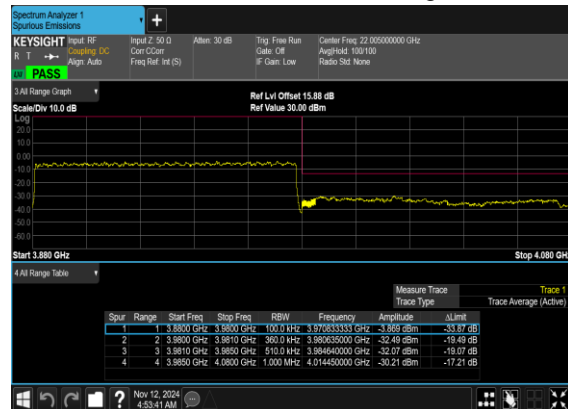 Spectrum Analyzer 1
Spurious Emissions
KEYSIGHT Input: RF Input Z: 50 Ω Atten: 30 dB Trig: Free Run Center Freq: 22.005000000 GHz
R T Coupling: DC Corr CCorr Gate: Off Avg|Hold: 100/100
Align: Auto Freq Ref: Int (S) IF Gain: Low Radio Std: None
PASS
3 All Range Graph
Ref Lvl Offset 15.88 dB
Scale/Div 10.0 dB Ref Value 30.00 dBm
Log
20.0
10.0
0.00
-10.0
-20.0
-30.0
-40.0
-50.0
-60.0
Start 3.880 GHz Stop 4.080 GH
4 All Range Table
Measure Trace Trace 1
Trace Type Trace Average (Active)
Spur Range Start Freq Stop Freq RBW Frequency Amplitude ΔLimit
1 1 3.8800 GHz 3.9800 GHz 100.0 kHz 3.970833333 GHz -3.869 dBm -33.87 dB
2 2 3.9800 GHz 3.9810 GHz 360.0 kHz 3.980635000 GHz -32.49 dBm -19.49 dB
3 3 3.9810 GHz 3.9850 GHz 510.0 kHz 3.984640000 GHz -32.07 dBm -19.07 dB
4 4 3.9850 GHz 4.0800 GHz 1.000 MHz 4.014450000 GHz -30.21 dBm -17.21 dB
? Nov 12, 2024
4:53:41 AM